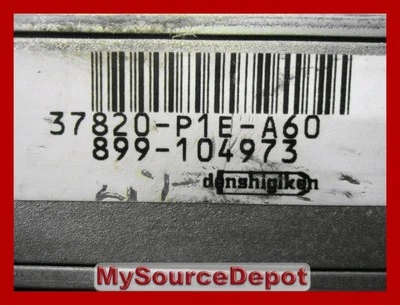 37820-P1E-A60
899-104973
denshigiken
MySourceDepot